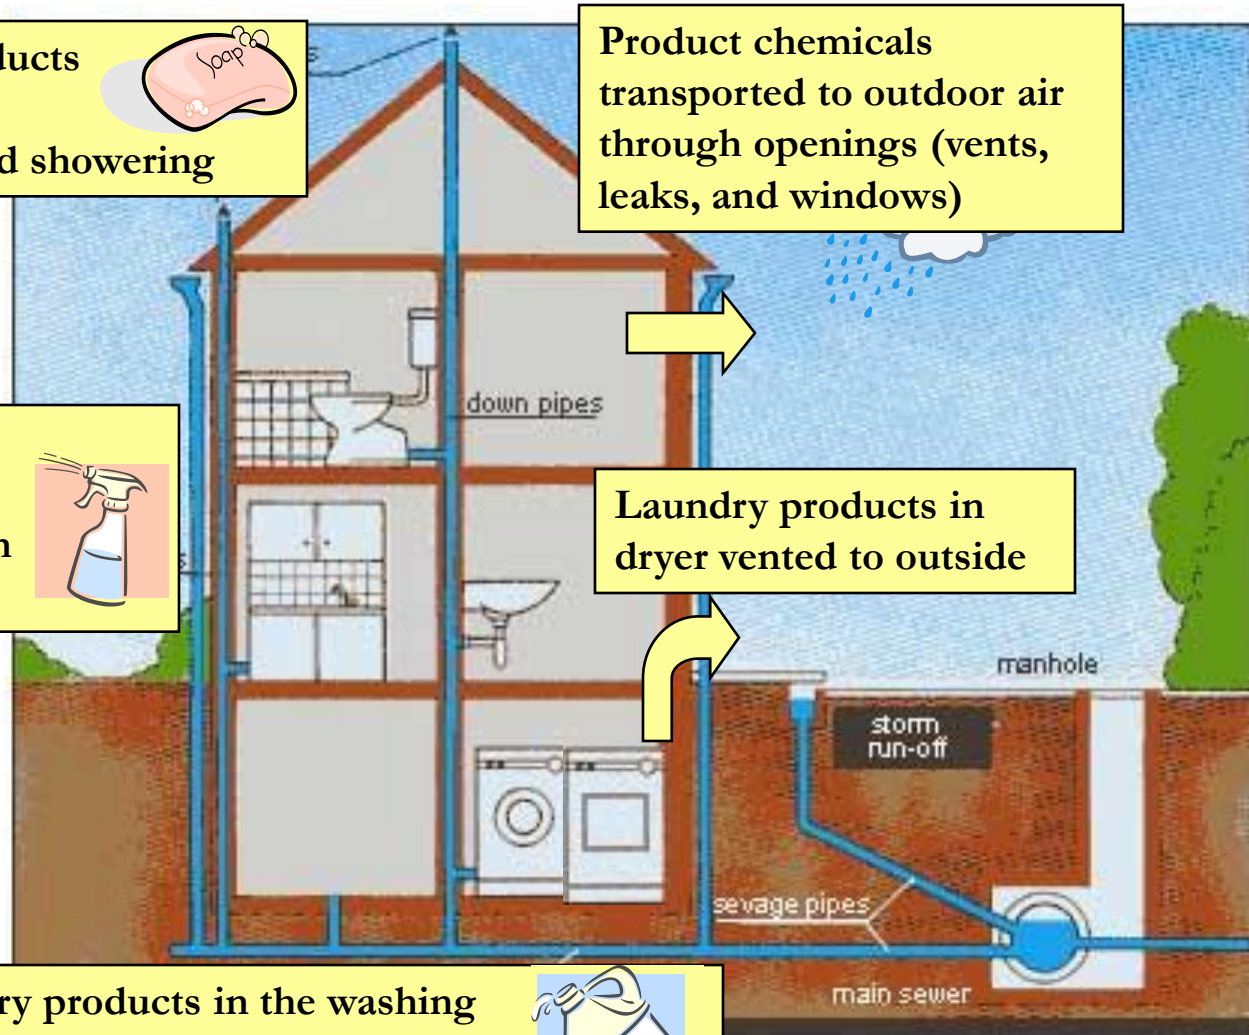 ducts
Soap
d showering
Product chemicals
transported to outdoor air
through openings (vents,
leaks, and windows)
down pipes
n
s
Laundry products in
dryer vented to outside
manhole
storm
run-off
sewage pipes
main sewer
ry products in the washing